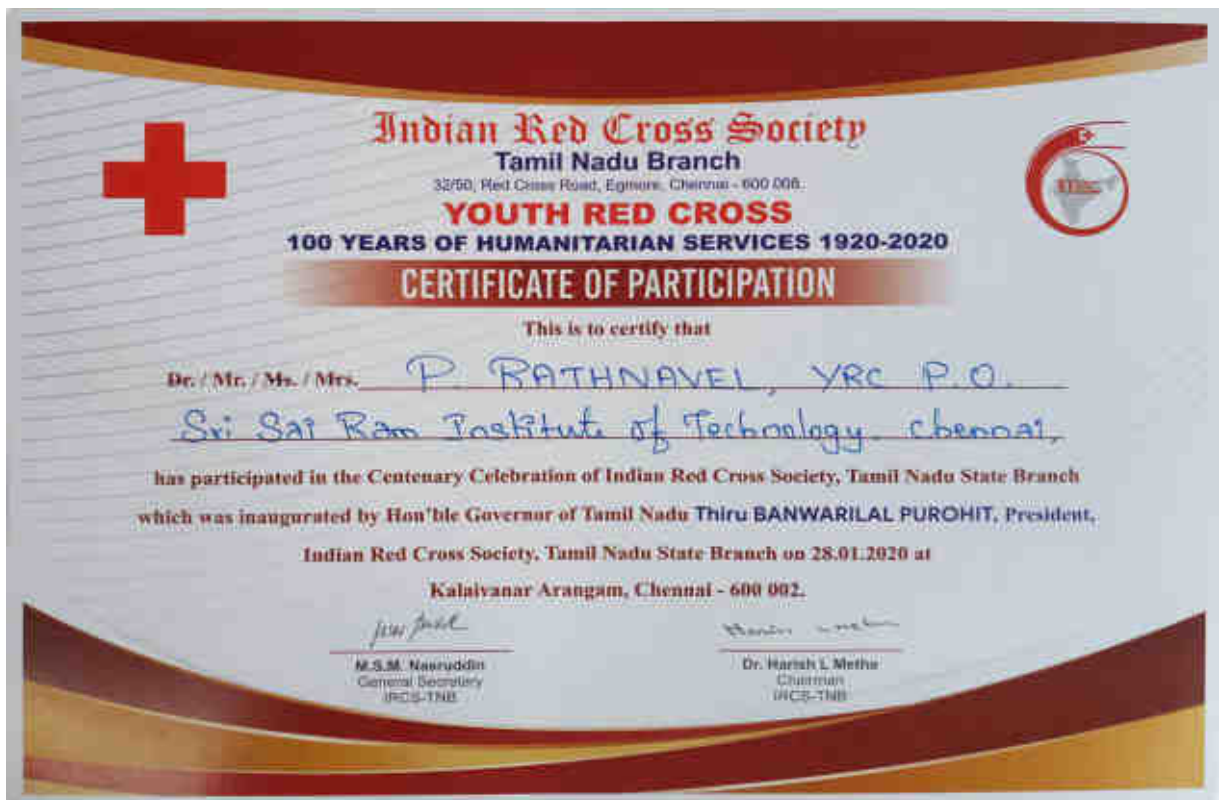 Indian Red Cross Society
Tamil Nadu Branch
32/50, Red Cross Road, Egmore, Chennai - 600 008.
YOUTH RED CROSS
100 YEARS OF HUMANITARIAN SERVICES 1920-2020
CERTIFICATE OF PARTICIPATION
This is to certify that
Dr. / Mr. / Ms. / Mrs. P. RATHNAVEL, YRC P.O.
Sri Sai Ram Institute of Technology. Chennai,
has participated in the Centenary Celebration of Indian Red Cross Society, Tamil Nadu State Branch
which was inaugurated by Hon'ble Governor of Tamil Nadu Thiru BANWARILAL PUROHIT, President,
Indian Red Cross Society, Tamil Nadu State Branch on 28.01.2020 at
Kalaivanar Arangam, Chennai - 600 002.
M.S.M. Nasruddin
General Secretary
IRCS-TNB
Dr. Harish L Metha
Chairman
IRCS-TNB